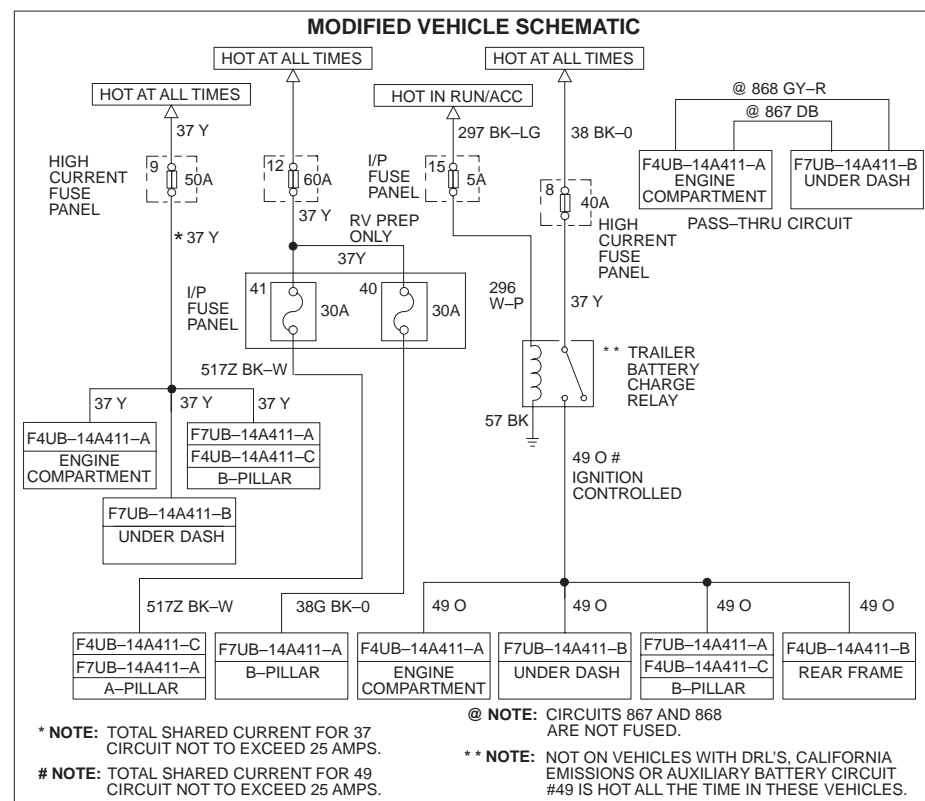 MODIFIED VEHICLE SCHEMATIC
HOT AT ALL TIMES
HOT AT ALL TIMES
HOT AT ALL TIMES
HOT IN RUN/ACC
@ 868 GY–R
@ 867 DB
37 Y
297 BK–LG
38 BK–0
HIGH
CURRENT
FUSE
PANEL
9
50A
12
60A
I/P
FUSE
PANEL
15
5A
8
40A
HIGH
CURRENT
FUSE
PANEL
F4UB–14A411–A
ENGINE
COMPARTMENT
F7UB–14A411–B
UNDER DASH
PASS–THRU CIRCUIT
* 37 Y
37 Y
RV PREP
ONLY
37Y
I/P
FUSE
PANEL
41
30A
40
30A
296
W–P
37 Y
517Z BK–W
* * TRAILER
BATTERY
CHARGE
RELAY
57 BK
37 Y
37 Y
37 Y
F4UB–14A411–A
ENGINE
COMPARTMENT
F7UB–14A411–A
F4UB–14A411–C
B–PILLAR
F7UB–14A411–B
UNDER DASH
49 O #
IGNITION
CONTROLLED
517Z BK–W
38G BK–0
49 O
49 O
49 O
49 O
F4UB–14A411–C
F7UB–14A411–A
A–PILLAR
F7UB–14A411–A
B–PILLAR
F4UB–14A411–A
ENGINE
COMPARTMENT
F7UB–14A411–B
UNDER DASH
F7UB–14A411–A
F4UB–14A411–C
B–PILLAR
F4UB–14A411–B
REAR FRAME
* NOTE: TOTAL SHARED CURRENT FOR 37
CIRCUIT NOT TO EXCEED 25 AMPS.
# NOTE: TOTAL SHARED CURRENT FOR 49
CIRCUIT NOT TO EXCEED 25 AMPS.
@ NOTE: CIRCUITS 867 AND 868
ARE NOT FUSED.
* * NOTE: NOT ON VEHICLES WITH DRL'S, CALIFORNIA
EMISSIONS OR AUXILIARY BATTERY CIRCUIT
#49 IS HOT ALL THE TIME IN THESE VEHICLES.